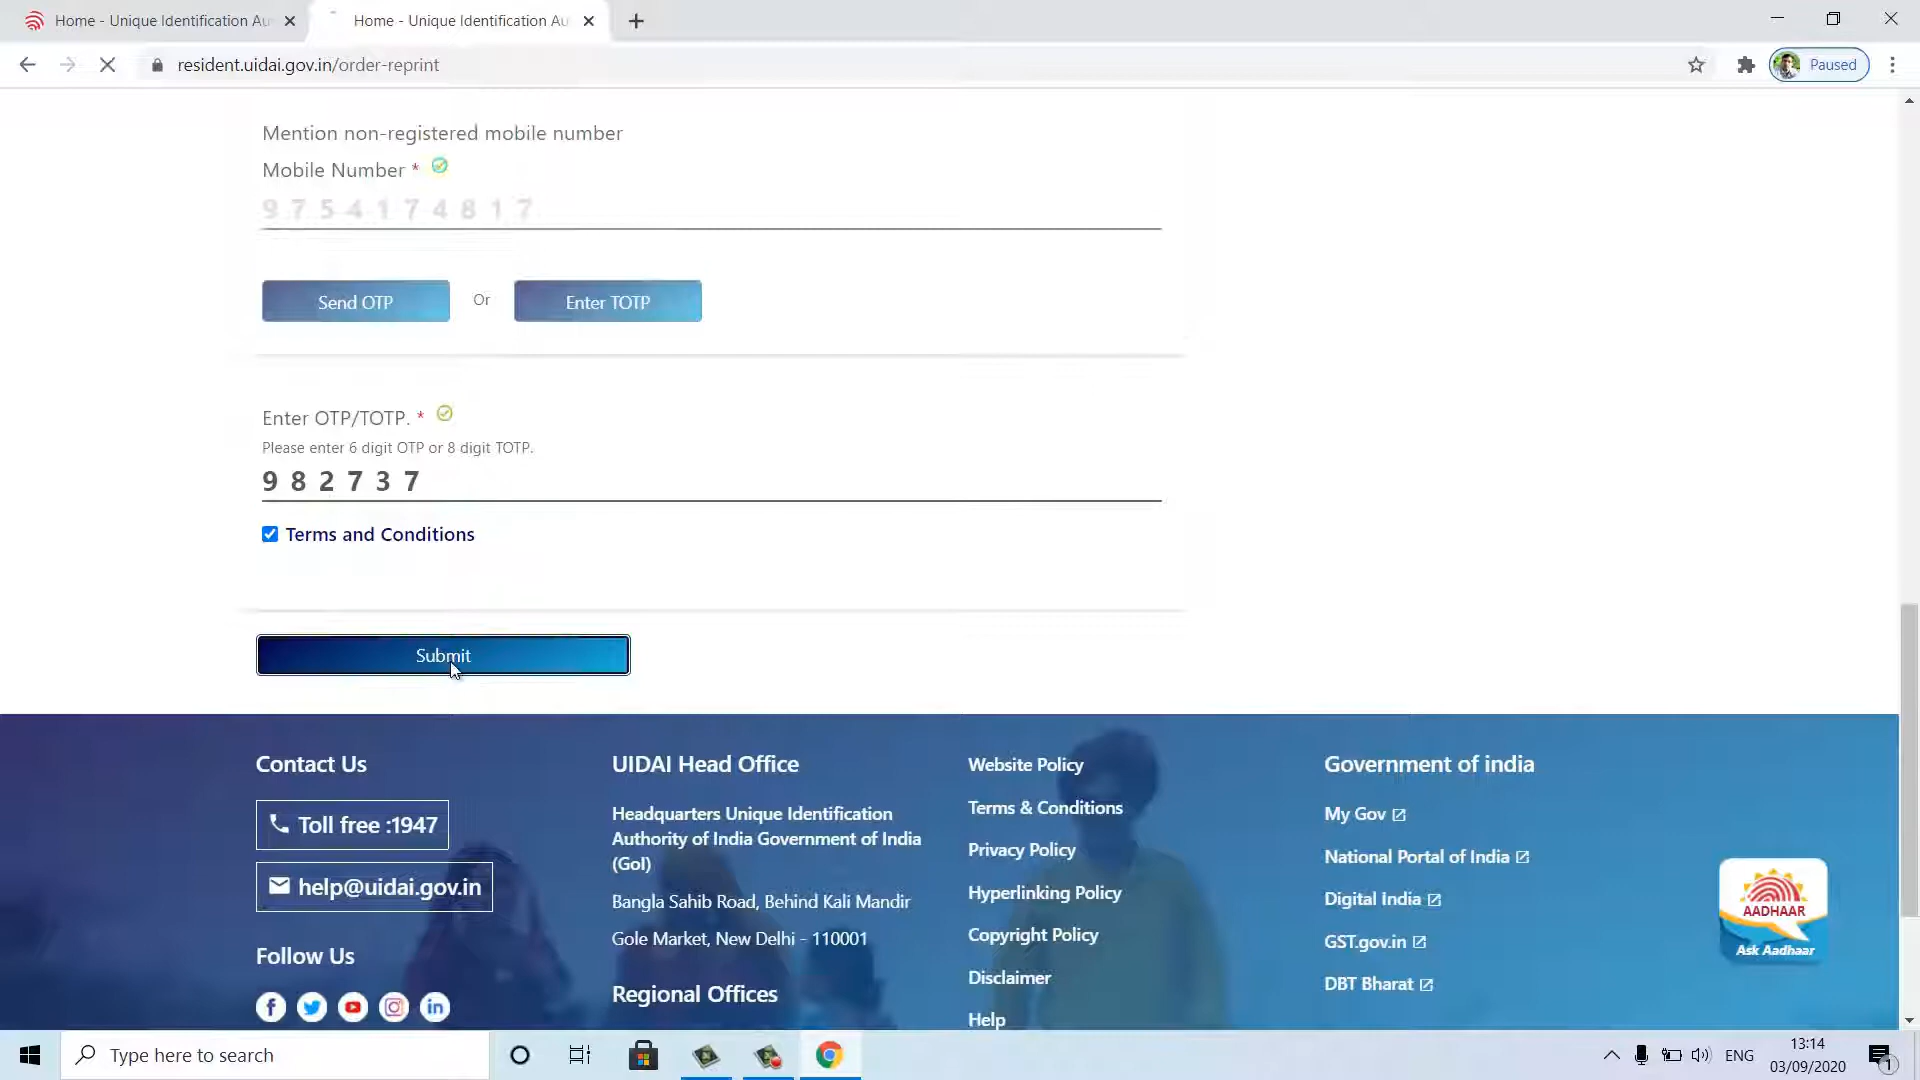 Home - Unique Identification Au
Home - Unique Identification Au
resident.uidai.gov.in/order-reprint
Paused
Mention non-registered mobile number
Mobile Number *
9 7 5 4 1 7 4 8 1 7
Send OTP
Or
Enter TOTP
Enter OTP/TOTP. *
Please enter 6 digit OTP or 8 digit TOTP.
9 8 2 7 3 7
Terms and Conditions
Submit
Contact Us
Toll free :1947
help@uidai.gov.in
Follow Us
UIDAI Head Office
Headquarters Unique Identification
Authority of India Government of India
(GoI)
Bangla Sahib Road, Behind Kali Mandir
Gole Market, New Delhi - 110001
Regional Offices
Website Policy
Terms & Conditions
Privacy Policy
Hyperlinking Policy
Copyright Policy
Disclaimer
Help
Government of india
My Gov
National Portal of India
Digital India
GST.gov.in
DBT Bharat
AADHAAR
Ask Aadhaar
Type here to search
ENG
13:14
03/09/2020
1